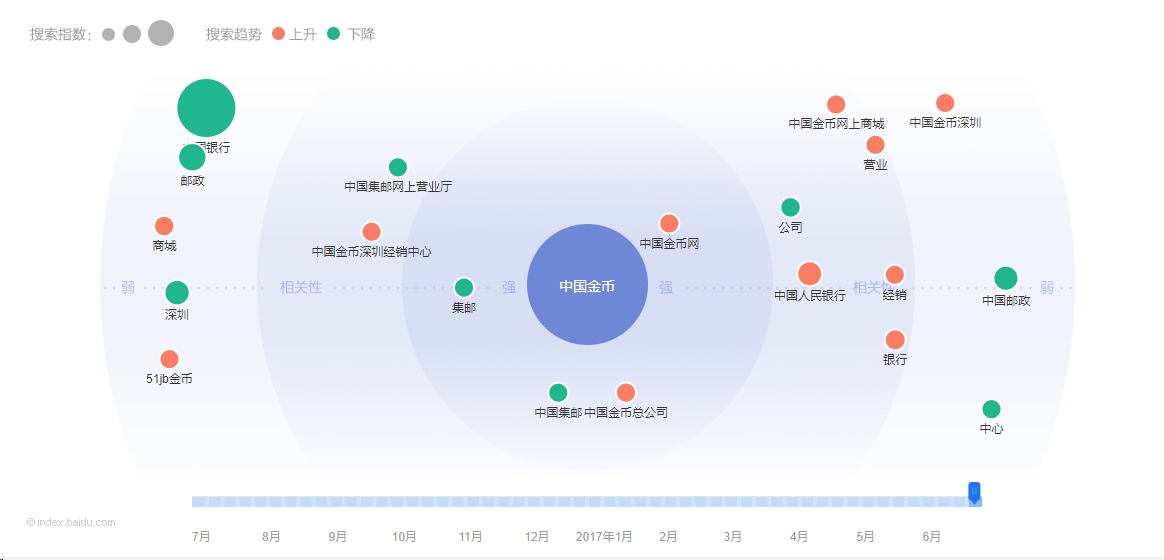 搜索指数: 搜索趋势 上升 下降
中国金币网上商城 中国金币深圳
银行
营业
邮政 中国集邮网上营业厅
公司
商城 中国金币深圳经销中心 中国金币网
弱 相关性 强 中国金币 强 相关性 弱
中国人民银行 经销 中国邮政
深圳 集邮
银行
51jb金币
中国集邮 中国金币总公司
中心
©index.baidu.com
7月 8月 9月 10月 11月 12月 2017年1月 2月 3月 4月 5月 6月